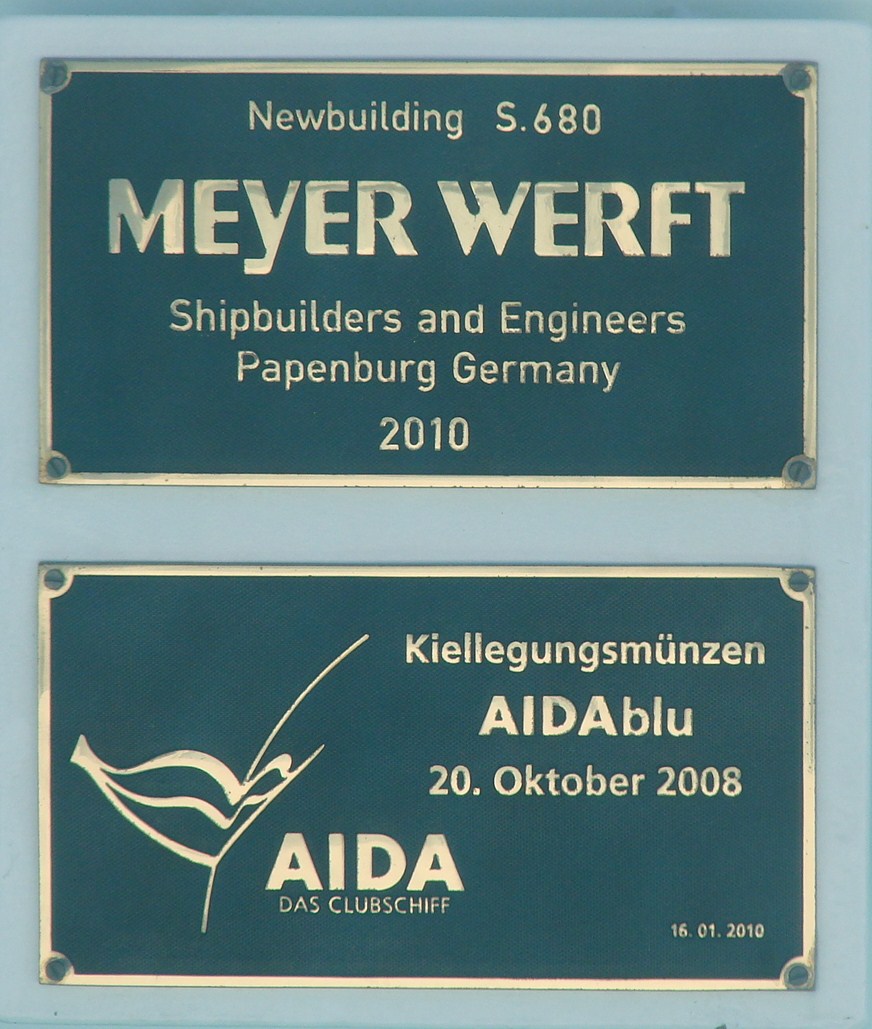 Newbuilding S.680
MEYER WERFT
Shipbuilders and Engineers
Papenburg Germany
2010
Kiellegungsmünzen
AIDAblu
20. Oktober 2008
AIDA
DAS CLUBSCHIFF
16. 01. 2010